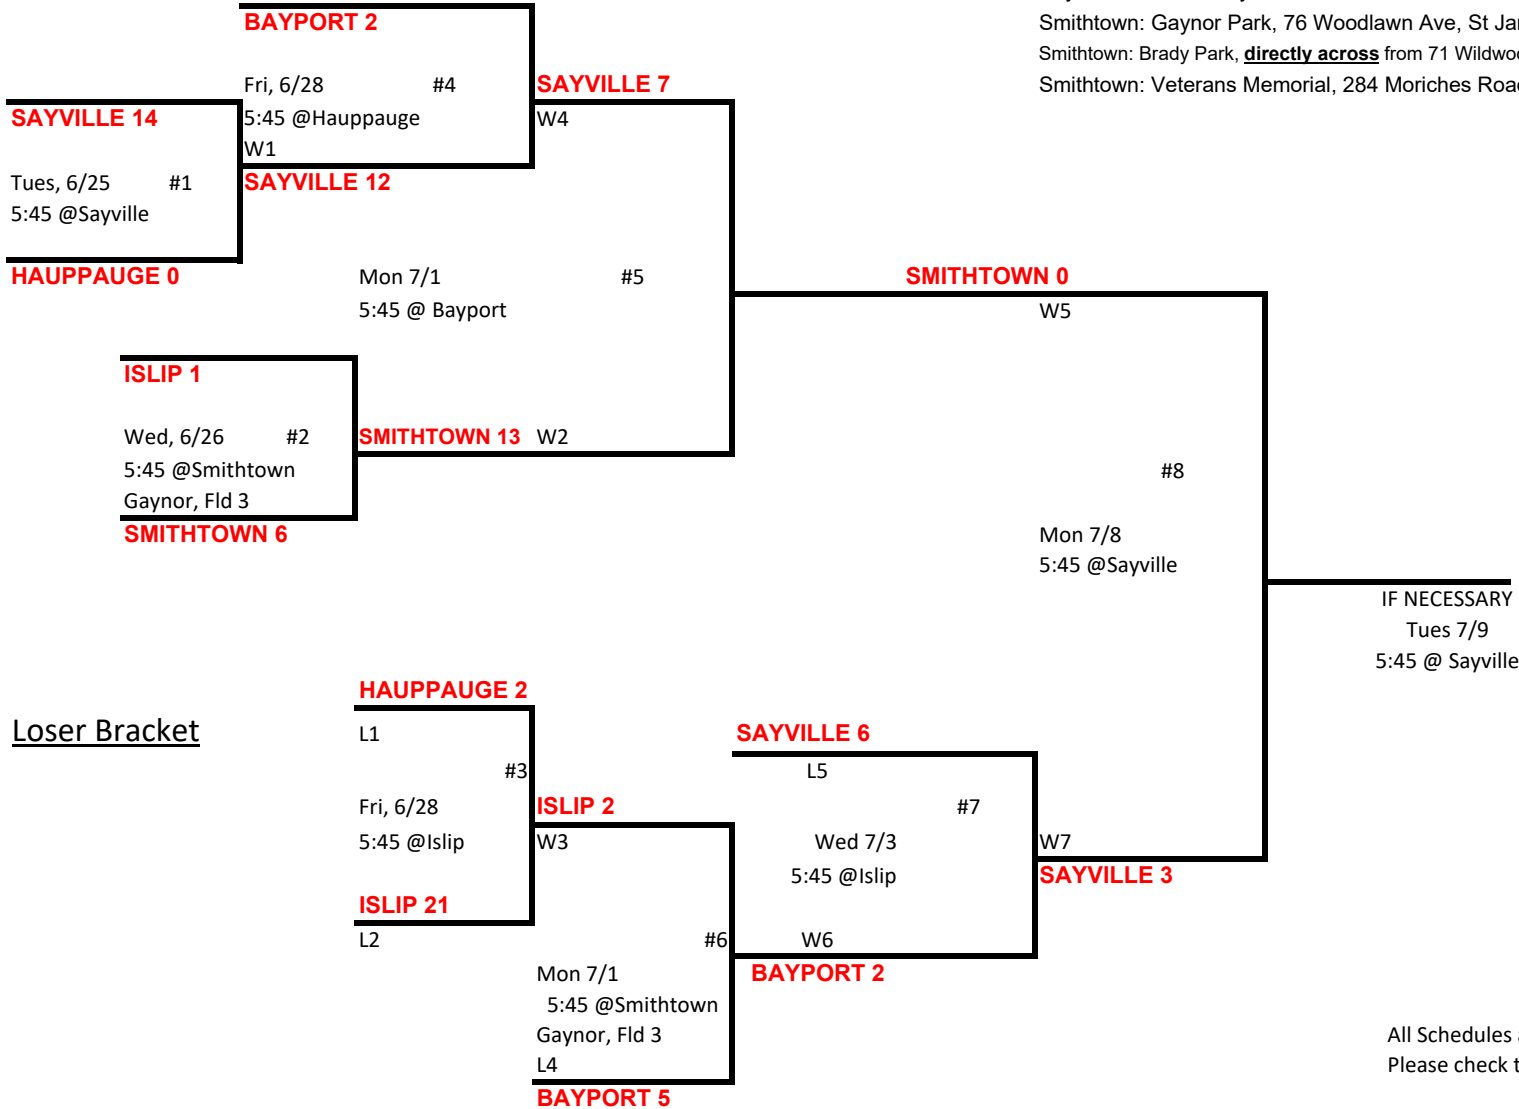 BAYPORT 2
Smithtown: Gaynor Park, 76 Woodlawn Ave, St
Smithtown: Brady Park, directly across from 71
Smithtown: Veterans Memorial, 284 Moriches
Fri, 6/28 #4 SAYVILLE 7
SAYVILLE 14 5:45 @Hauppauge W4
W1
Tues, 6/25 #1 SAYVILLE 12
5:45 @Sayville
HAUPPAUGE 0 Mon 7/1 #5 SMITHTOWN 0
5:45 @ Bayport W5
ISLIP 1
Wed, 6/26 #2 SMITHTOWN 13 W2
5:45 @Smithtown #8
Gaynor, Fld 3
SMITHTOWN 6 Mon 7/8
5:45 @Sayville
IF NECESSARY
Tues 7/9
5:45 @ Sayville
HAUPPAUGE 2
Loser Bracket L1 SAYVILLE 6
#3 L5
Fri, 6/28 ISLIP 2 #7
5:45 @Islip W3 Wed 7/3 W7
5:45 @Islip SAYVILLE 3
ISLIP 21
L2 #6 W6
Mon 7/1 BAYPORT 2
5:45 @Smithtown
Gaynor, Fld 3 All Schedules
L4 Please check
BAYPORT 5